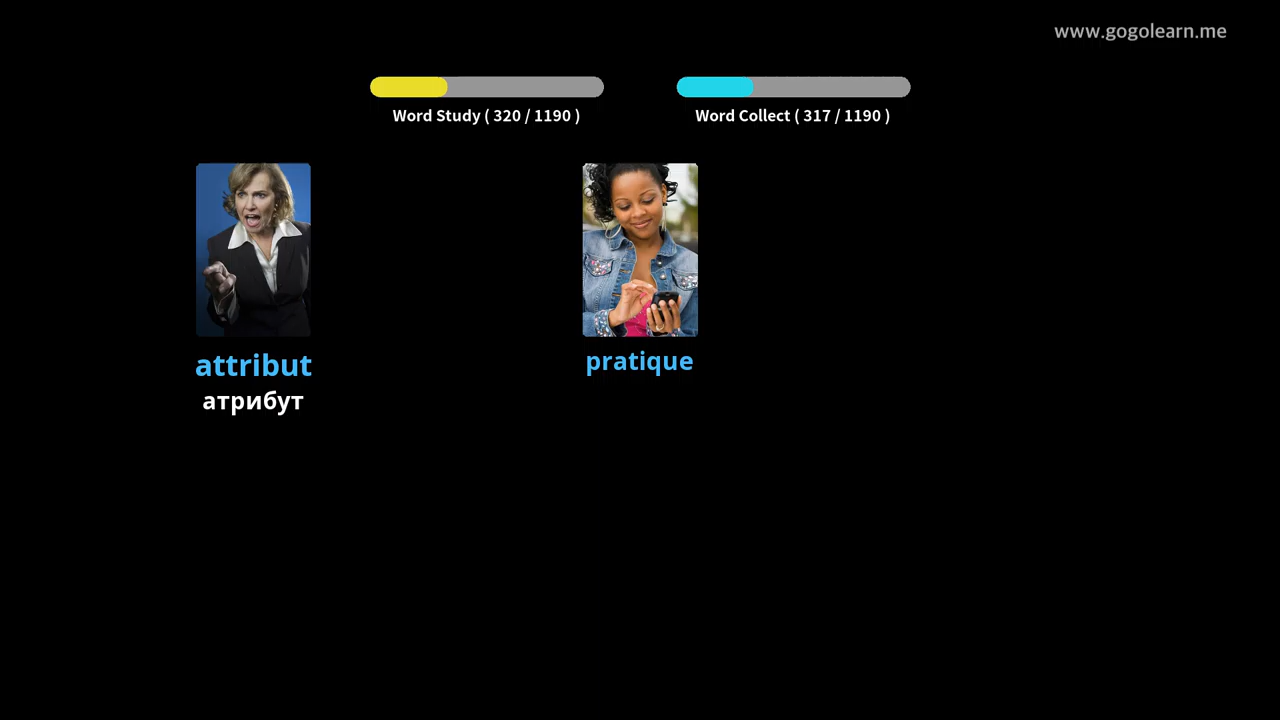 www.gogolearn.me
Word Study ( 320 / 1190 )
Word Collect ( 317 / 1190 )
attribut
атрибут
pratique